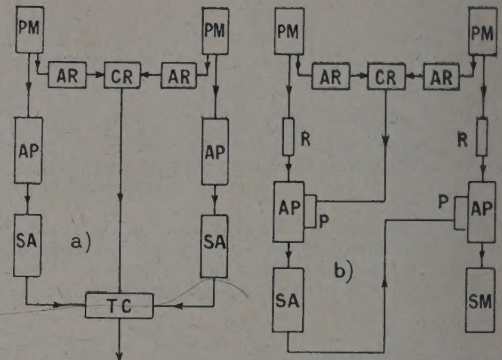 PM PM PM PM
AR CR AR AR CR AR
R R
AP AP AP P P AP
SA a) SA SA b) SM
TC